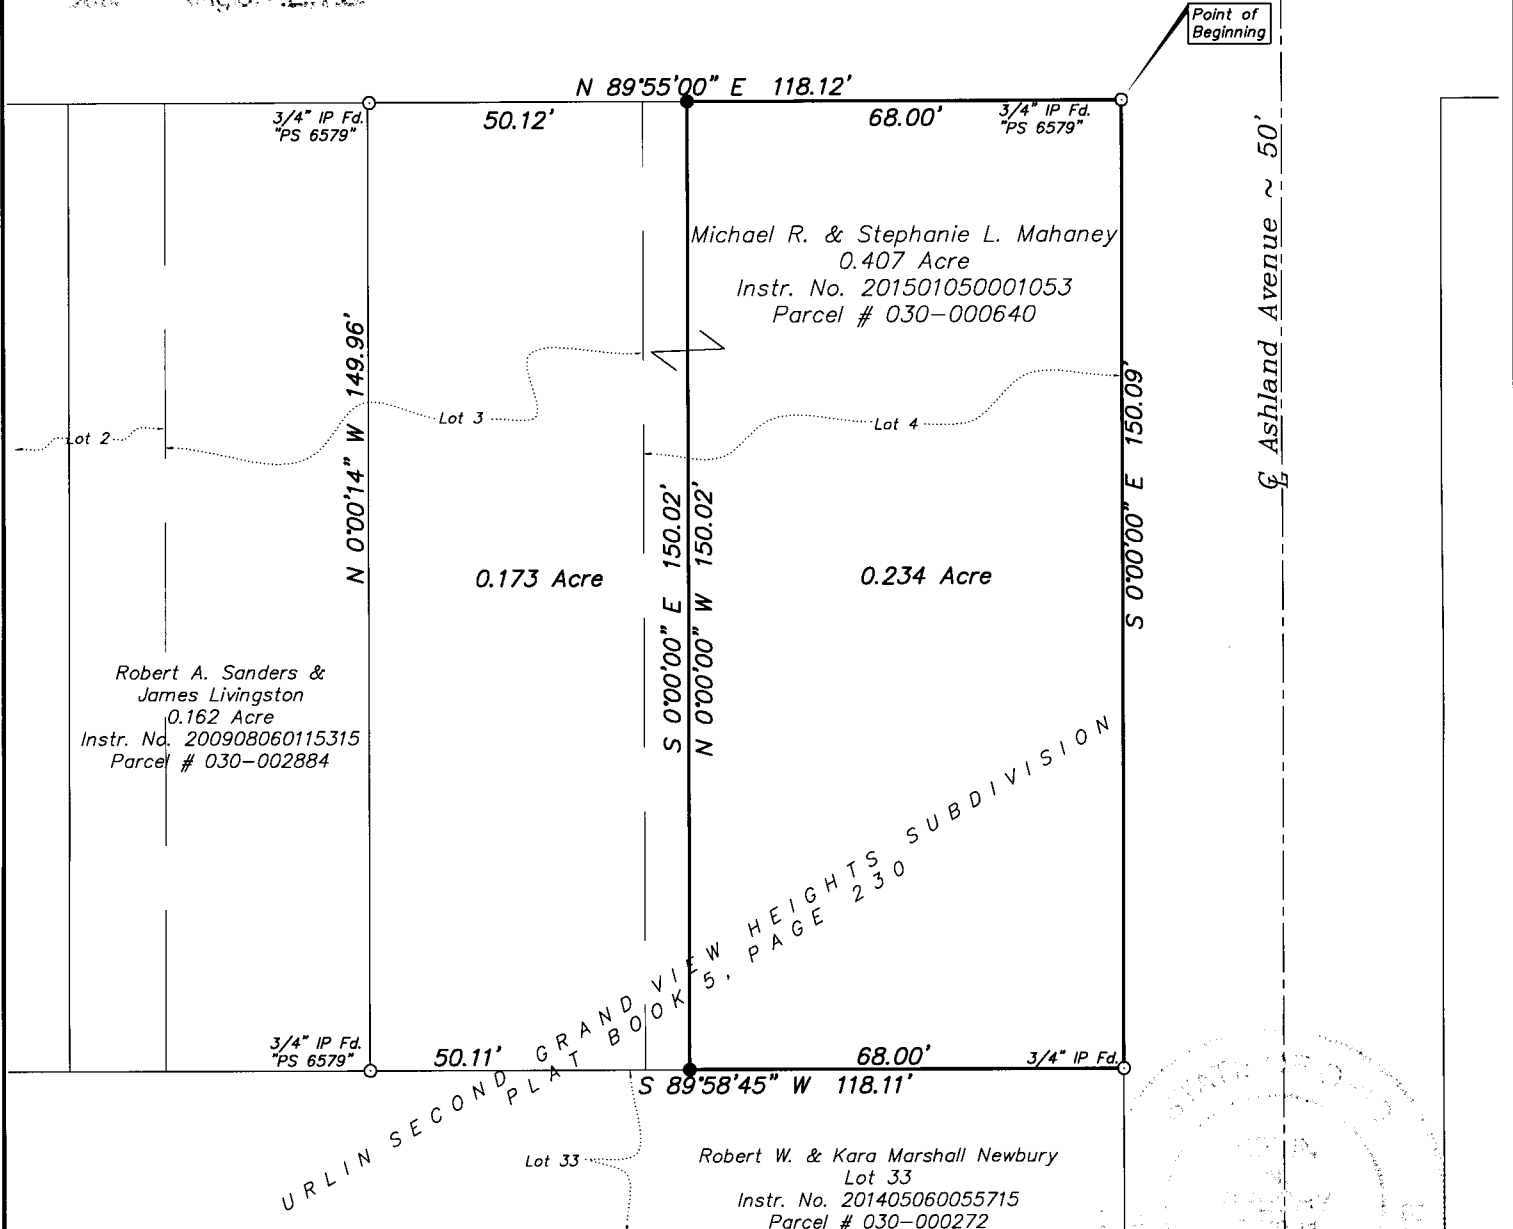 Point of
Beginning
N 89°55'00" E 118.12'
3/4" IP Fd.
"PS 6579"
50.12'
68.00'
3/4" IP Fd.
"PS 6579"
Michael R. & Stephanie L. Mahaney
0.407 Acre
Instr. No. 201501050001053
Parcel # 030-000640
℄ Ashland Avenue ~ 50'
N 0°00'14" W 149.96'
S 0°00'00" E 150.09'
Lot 2
Lot 3
Lot 4
S 0°00'00" E 150.02'
N 0°00'00" W 150.02'
0.173 Acre
0.234 Acre
Robert A. Sanders &
James Livingston
0.162 Acre
Instr. No. 200908060115315
Parcel # 030-002884
URLIN SECOND GRAND VIEW HEIGHTS SUBDIVISION
PLAT BOOK 5, PAGE 230
3/4" IP Fd.
"PS 6579"
50.11'
68.00'
3/4" IP Fd.
S 89°58'45" W 118.11'
Lot 33
Robert W. & Kara Marshall Newbury
Lot 33
Instr. No. 201405060055715
Parcel # 030-000272